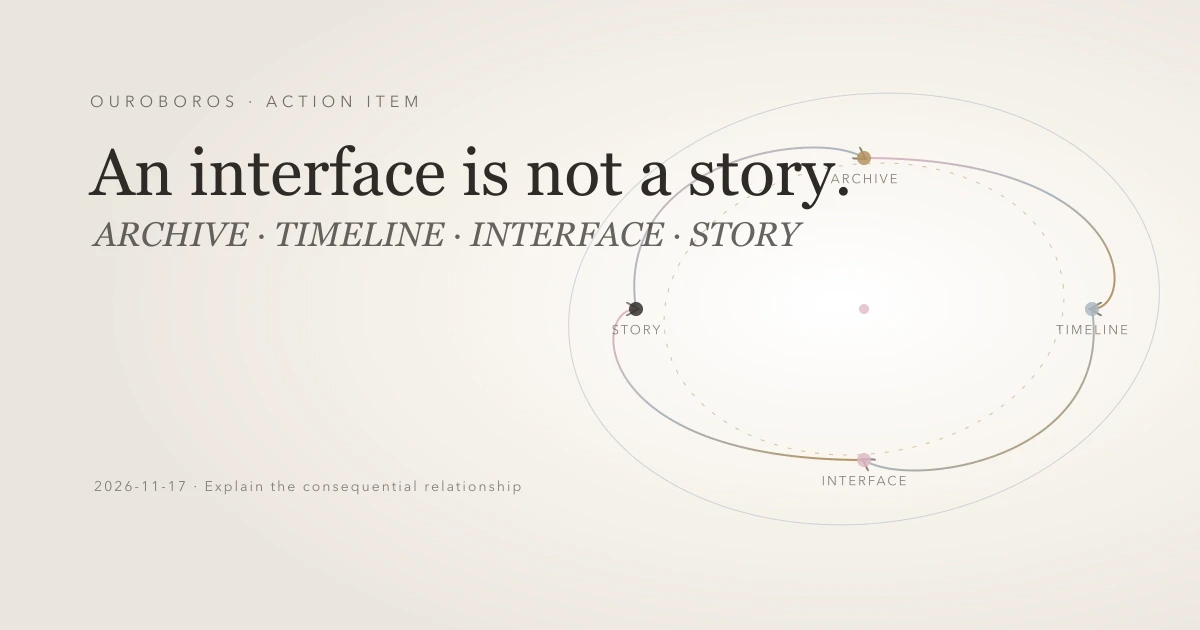 OUROBOROS · ACTION ITEM
An interface is not a story.
ARCHIVE · TIMELINE · INTERFACE · STORY
ARCHIVE
STORY
TIMELINE
INTERFACE
2026-11-17 · Explain the consequential relationship